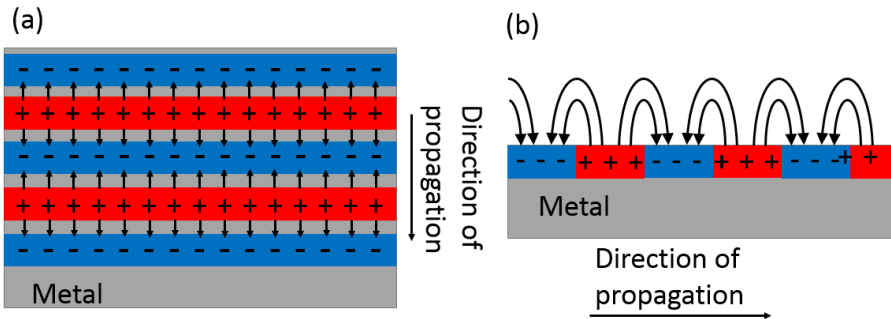 (a)
Metal
Direction of
propagation
(b)
Metal
Direction of
propagation